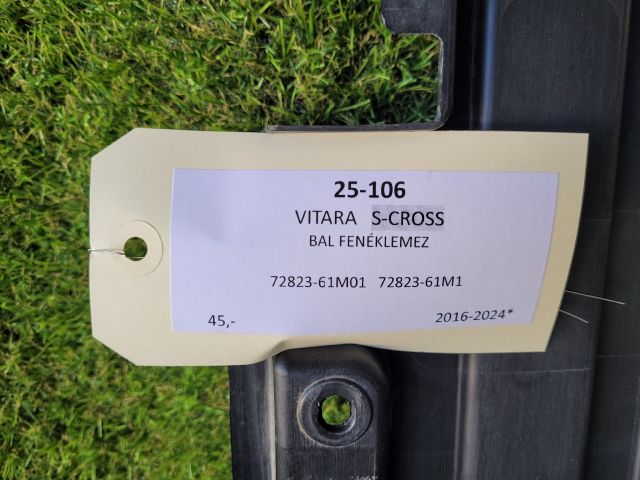 25-106
VITARA S-CROSS
BAL FENÉKLEMEZ
72823-61M01 72823-61M1
45,- 2016-2024*